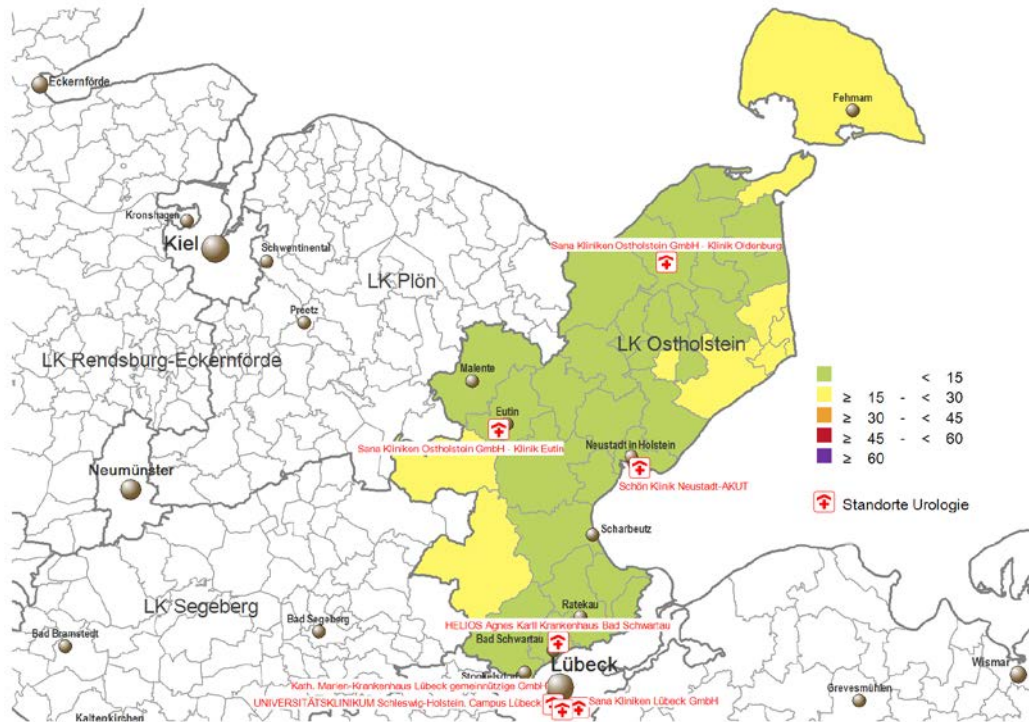 Eckernförde
Fehmarn
Kronshagen
Kiel
Schwentinental
Sana Kliniken Ostholstein GmbH - Klinik Oldenburg
LK Plön
Preetz
LK Rendsburg-Eckernförde
LK Ostholstein
Malente
< 15
≥ 15 - < 30
≥ 30 - < 45
≥ 45 - < 60
≥ 60
Eutin
Sana Kliniken Ostholstein GmbH - Klinik Eutin
Neustadt in Holstein
Neumünster
Schön Klinik Neustadt-AKUT
Standorte Urologie
Scharbeutz
LK Segeberg
Ratekau
Bad Segeberg
HELIOS Agnes Karll Krankenhaus Bad Schwartau
Bad Bramstedt
Bad Schwartau
Lübeck
Wismar
Stockelsdorf
Kath. Marien-Krankenhaus Lübeck gemeinnützige GmbH
UNIVERSITÄTSKLINIKUM Schleswig-Holstein. Campus Lübeck
Sana Kliniken Lübeck GmbH
Grevesmühlen
Kaltenkirchen